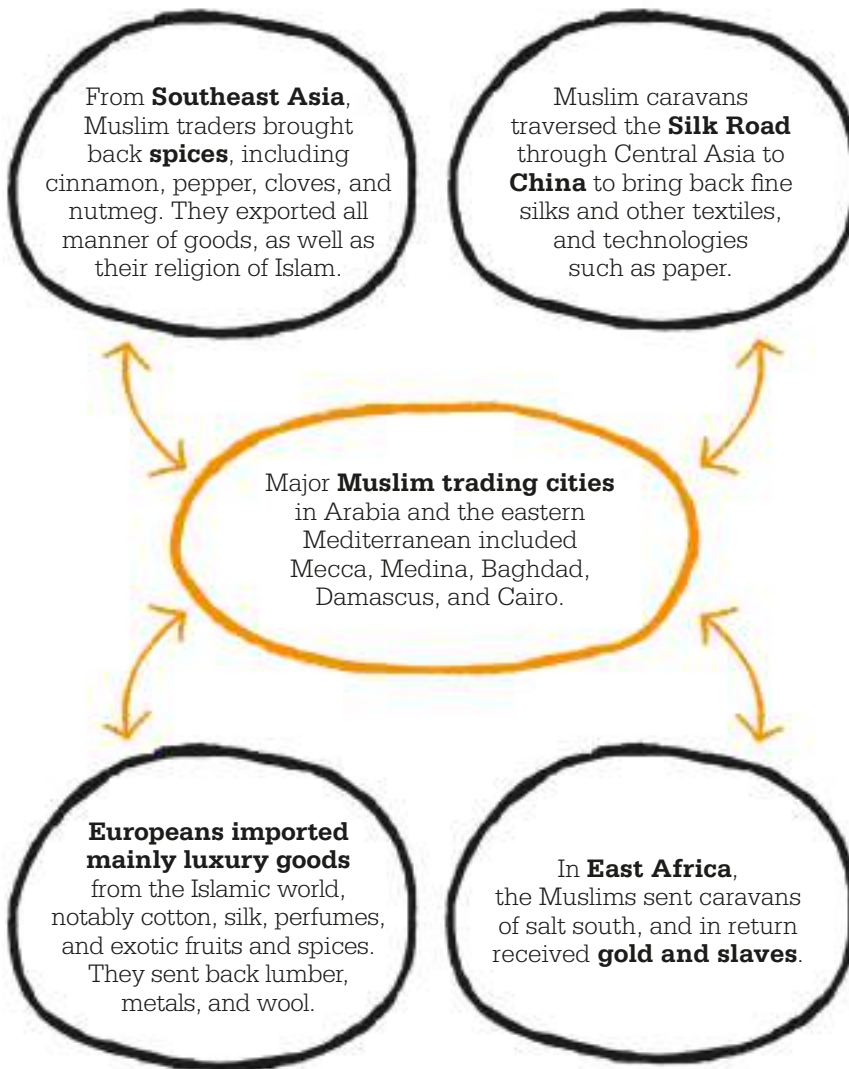 From Southeast Asia,
Muslim traders brought
back spices, including
cinnamon, pepper, cloves, and
nutmeg. They exported all
manner of goods, as well as
their religion of Islam.
Muslim caravans
traversed the Silk Road
through Central Asia to
China to bring back fine
silks and other textiles,
and technologies
such as paper.
Major Muslim trading cities
in Arabia and the eastern
Mediterranean included
Mecca, Medina, Baghdad,
Damascus, and Cairo.
Europeans imported
mainly luxury goods
from the Islamic world,
notably cotton, silk, perfumes,
and exotic fruits and spices.
They sent back lumber,
metals, and wool.
In East Africa,
the Muslims sent caravans
of salt south, and in return
received gold and slaves.